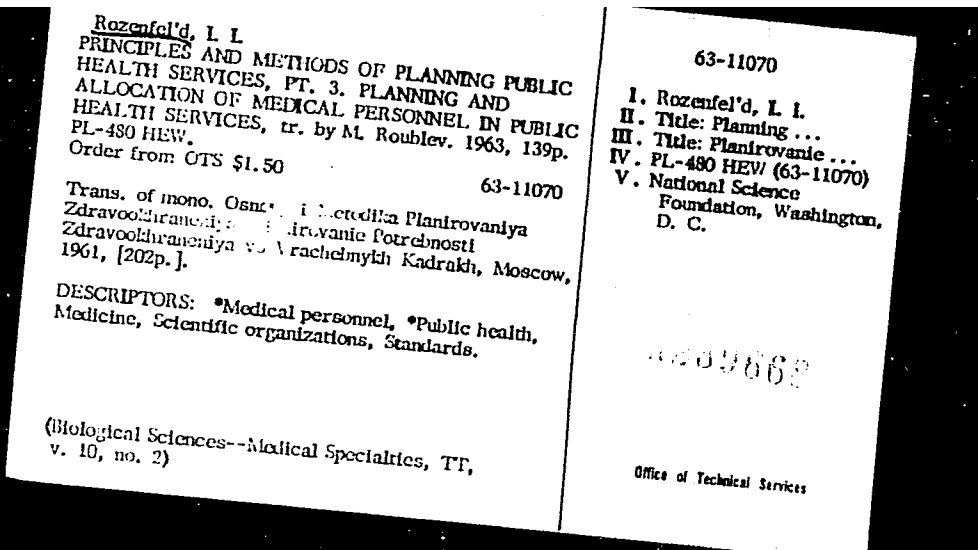 Rozenfel'd, I. I.
PRINCIPLES AND METHODS OF PLANNING PUBLIC
HEALTH SERVICES, PT. 3. PLANNING AND
ALLOCATION OF MEDICAL PERSONNEL IN PUBLIC
HEALTH SERVICES, tr. by M. Roublev. 1963, 139p.
PL-480 HEW.
Order from OTS $1.50
63-11070
Trans. of mono. i Metodika Planirovaniya
Potrebnosti
Zdravookhraneniya Vrachebnykh Kadrakh, Moscow,
1961, [202p.].
DESCRIPTORS: *Medical personnel, *Public health,
Medicine, Scientific organizations, Standards.
(Biological Sciences--Medical Specialties, TT,
v. 10, no. 2)
63-11070
I. Rozenfel'd, I. I.
II. Title: Planning ...
III. Title: Planirovanie ...
IV. PL-480 HEW (63-11070)
V. National Science
Foundation, Washington,
D. C.
Office of Technical Services